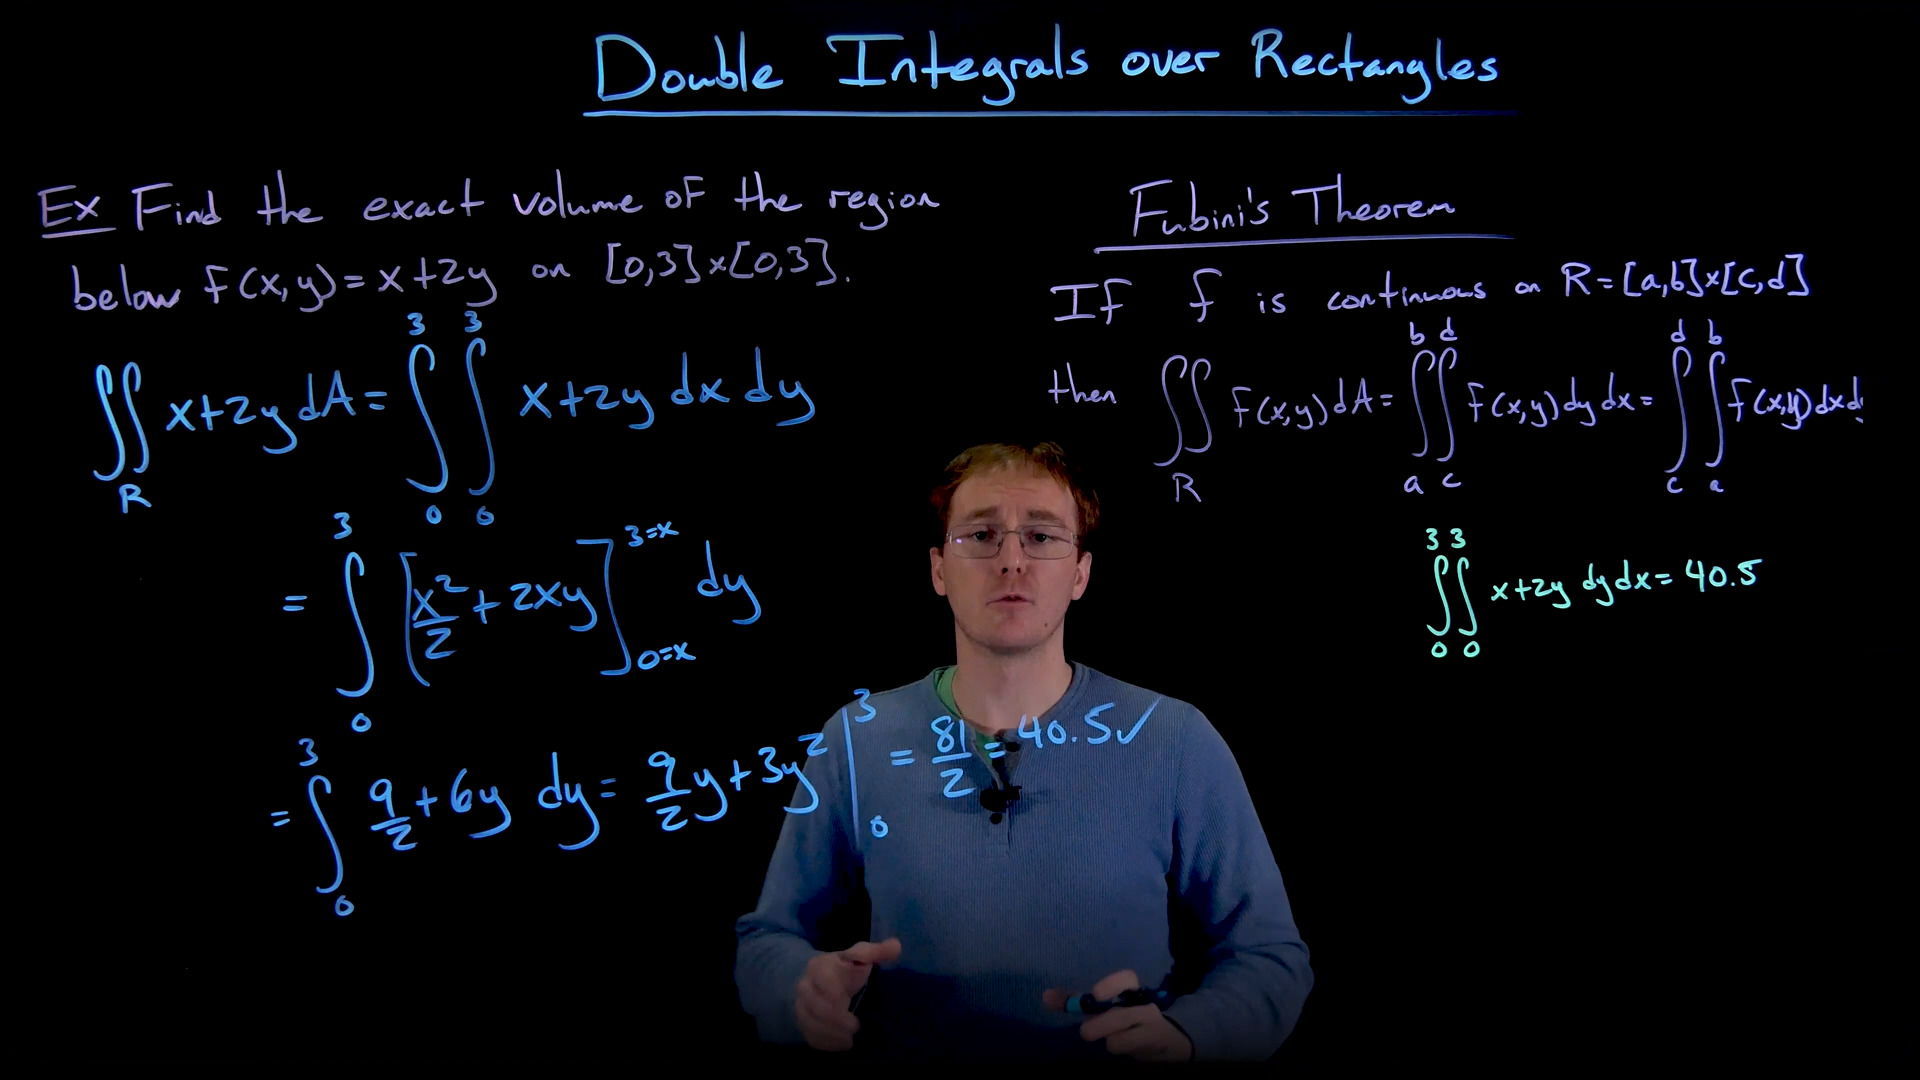 Double Integrals over Rectangles
Ex Find the exact volume of the region
below f(x,y)=x+2y on [0,3]×[0,3].
∬_R x+2y dA = ∫_0^3 ∫_0^3 x+2y dx dy
= ∫_0^3 [x²/2 + 2xy]_{0=x}^{3=x} dy
= ∫_0^3 9/2 + 6y dy = 9/2 y + 3y² |_0^3 = 81/2 = 40.5 ✓
Fubini's Theorem
If f is continuous on R=[a,b]×[c,d]
then ∬_R f(x,y) dA = ∫_a^b ∫_c^d f(x,y) dy dx = ∫_c^d ∫_a^b f(x,y) dx d
∫_0^3 ∫_0^3 x+2y dy dx = 40.5